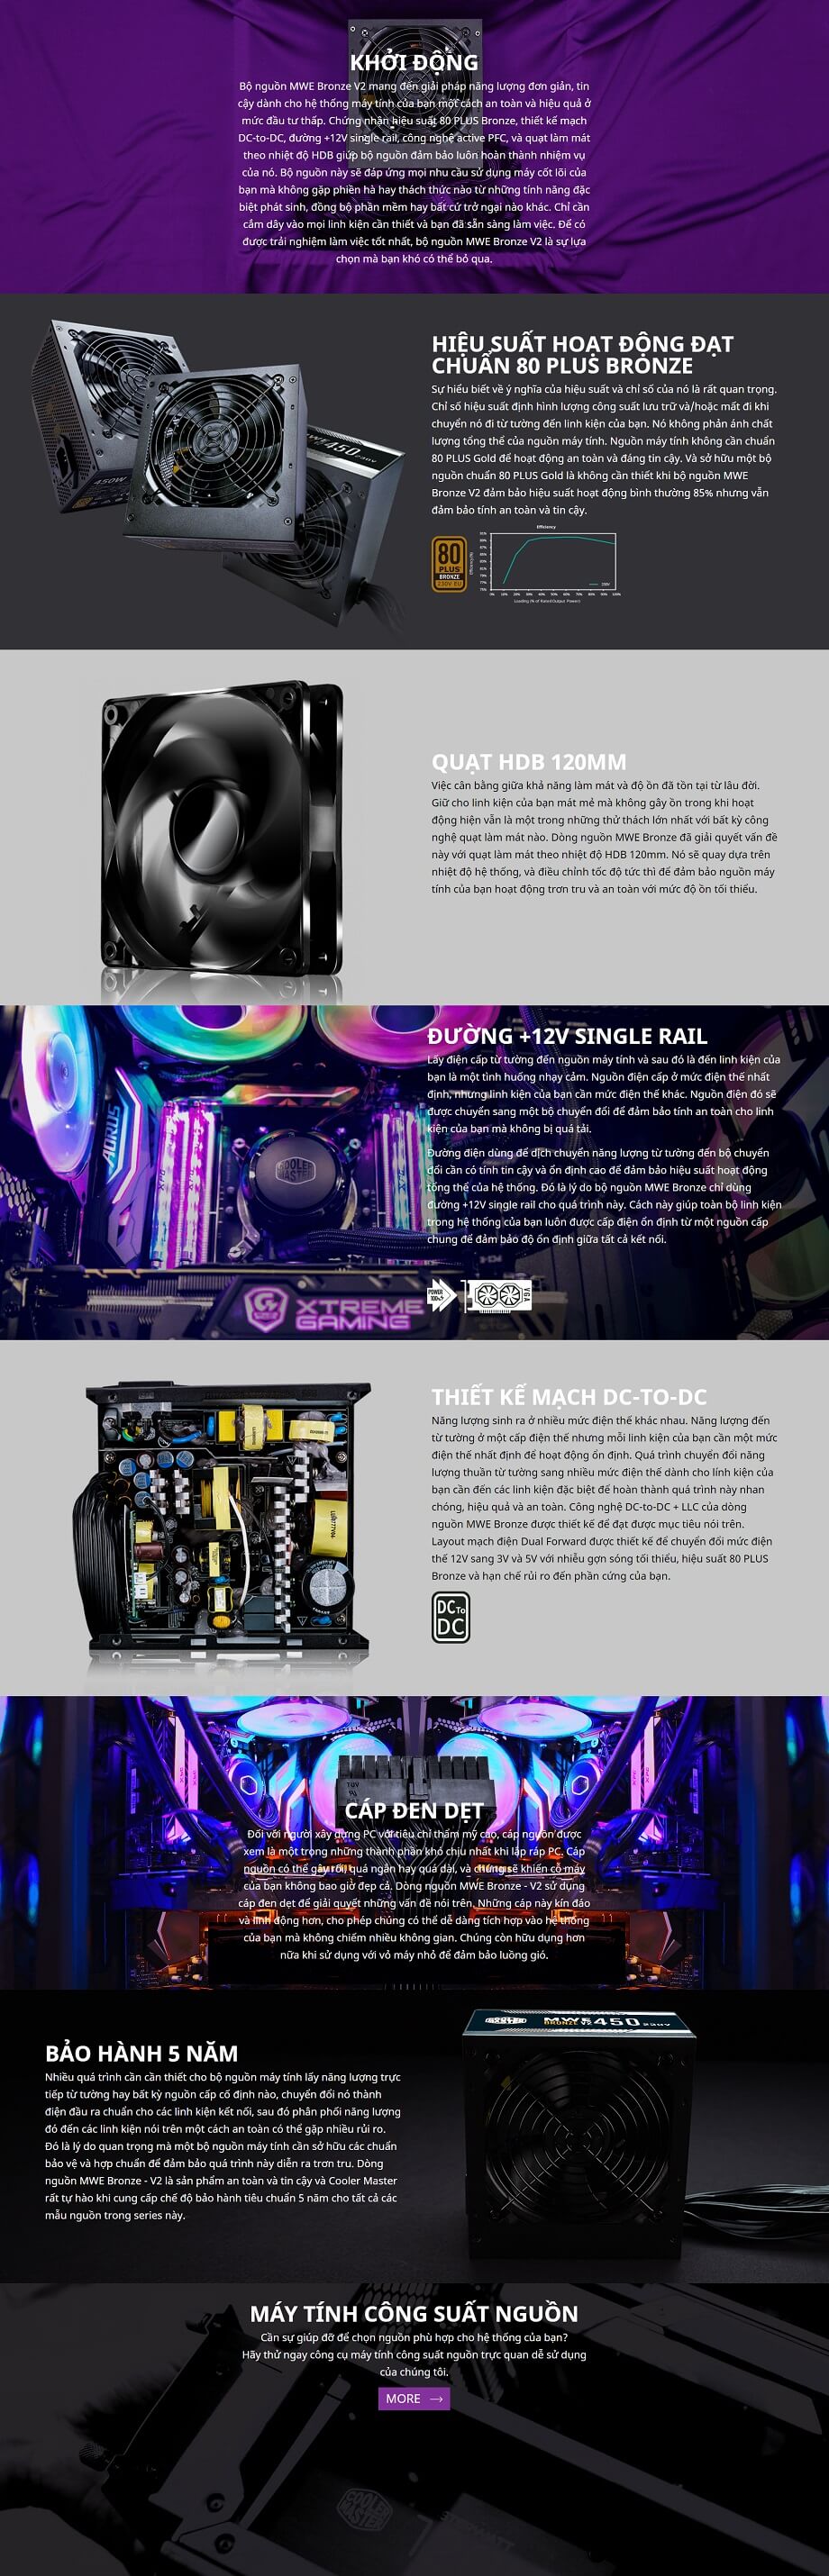 KHỞI ĐỘNG
Bộ nguồn MWE Bronze V2 mang đến giải pháp năng lượng đơn giản, tin
cậy dành cho hệ thống máy tính của bạn một cách an toàn và hiệu quả ở
mức đầu tư thấp. Chứng nhận hiệu suất 80 PLUS Bronze, thiết kế mạch
DC-to-DC, đường +12V single rail, công nghệ active PFC, và quạt làm mát
theo nhiệt độ HDB giúp bộ nguồn đảm bảo luôn hoàn thành nhiệm vụ
của nó. Bộ nguồn này sẽ đáp ứng mọi nhu cầu sử dụng máy cốt lõi của
bạn mà không gặp phiền hà hay thách thức nào từ những tính năng đặc
biệt phát sinh, đồng bộ phần mềm hay bất cứ trở ngại nào khác. Chỉ cần
cắm dây vào mọi linh kiện cần thiết và bạn đã sẵn sàng làm việc. Để có
được trải nghiệm làm việc tốt nhất, bộ nguồn MWE Bronze V2 là sự lựa
chọn mà bạn khó có thể bỏ qua.
HIỆU SUẤT HOẠT ĐỘNG ĐẠT
CHUẨN 80 PLUS BRONZE
Sự hiểu biết về ý nghĩa của hiệu suất và chỉ số của nó là rất quan trọng.
Chỉ số hiệu suất định hình lượng công suất lưu trữ và/hoặc mất đi khi
chuyển nó đi từ tường đến linh kiện của bạn. Nó không phản ánh chất
lượng tổng thể của nguồn máy tính. Nguồn máy tính không cần chuẩn
80 PLUS Gold để hoạt động an toàn và đáng tin cậy. Và sở hữu một bộ
nguồn chuẩn 80 PLUS Gold là không cần thiết khi bộ nguồn MWE
Bronze V2 đảm bảo hiệu suất hoạt động bình thường 85% nhưng vẫn
đảm bảo tính an toàn và tin cậy.
450W
450
80
PLUS
BRONZE
230V EU
Efficiency
Efficiency(%)
91%
89%
87%
85%
83%
81%
79%
77%
75%
0% 10% 20% 30% 40% 50% 60% 70% 80% 90% 100%
230V
Loading (% of Rated Output Power)
QUẠT HDB 120MM
Việc cân bằng giữa khả năng làm mát và độ ồn đã tồn tại từ lâu đời.
Giữ cho linh kiện của bạn mát mẻ mà không gây ồn trong khi hoạt
động hiện vẫn là một trong những thử thách lớn nhất với bất kỳ công
nghệ quạt làm mát nào. Dòng nguồn MWE Bronze đã giải quyết vấn đề
này với quạt làm mát theo nhiệt độ HDB 120mm. Nó sẽ quay dựa trên
nhiệt độ hệ thống, và điều chỉnh tốc độ tức thì để đảm bảo nguồn máy
tính của bạn hoạt động trơn tru và an toàn với mức độ ồn tối thiểu.
ĐƯỜNG +12V SINGLE RAIL
Lấy điện cấp từ tường đến nguồn máy tính và sau đó là đến linh kiện của
bạn là một tình huống nhạy cảm. Nguồn điện cấp ở mức điện thế nhất
định, nhưng linh kiện của bạn cần mức điện thế khác. Nguồn điện đó sẽ
được chuyển sang một bộ chuyển đổi để đảm bảo tính an toàn cho linh
kiện của bạn mà không bị quá tải.
Đường điện dùng để dịch chuyển năng lượng từ tường đến bộ chuyển
đổi cần có tính tin cậy và ổn định cao để đảm bảo hiệu suất hoạt động
tổng thể của hệ thống. Đó là lý do bộ nguồn MWE Bronze chỉ dùng
đường +12V single rail cho quá trình này. Cách này giúp toàn bộ linh kiện
trong hệ thống của bạn luôn được cấp điện ổn định từ một nguồn cấp
chung để đảm bảo độ ổn định giữa tất cả kết nối.
AORUS
COOLER
MASTER
XTREME
GAMING
POWER
100%
VGA
THIẾT KẾ MẠCH DC-TO-DC
Năng lượng sinh ra ở nhiều mức điện thế khác nhau. Năng lượng đến
từ tường ở một cấp điện thế nhưng mỗi linh kiện của bạn cần một mức
điện thế nhất định để hoạt động ổn định. Quá trình chuyển đổi năng
lượng thuần từ tường sang nhiều mức điện thế dành cho linh kiện của
bạn cần đến các linh kiện đặc biệt để hoàn thành quá trình này nhan
chóng, hiệu quả và an toàn. Công nghệ DC-to-DC + LLC của dòng
nguồn MWE Bronze được thiết kế để đạt được mục tiêu nói trên.
Layout mạch điện Dual Forward được thiết kế để chuyển đổi mức điện
thế 12V sang 3V và 5V với nhiễu gợn sóng tối thiểu, hiệu suất 80 PLUS
Bronze và hạn chế rủi ro đến phần cứng của bạn.
DC To
DC
CÁP ĐEN DẸT
Đối với người xây dựng PC với tiêu chí thẩm mỹ cao, cáp nguồn được
xem là một trong những thành phần khó chịu nhất khi lắp ráp PC. Cáp
nguồn có thể gây rối, quá ngắn hay quá dài, và chúng sẽ khiến cỗ máy
của bạn không bao giờ đẹp cả. Dòng nguồn MWE Bronze - V2 sử dụng
cáp đen dẹt để giải quyết những vấn đề nói trên. Những cáp này kín đáo
và linh động hơn, cho phép chúng có thể dễ dàng tích hợp vào hệ thống
của bạn mà không chiếm nhiều không gian. Chúng còn hữu dụng hơn
nữa khi sử dụng với vỏ máy nhỏ để đảm bảo luồng gió.
BẢO HÀNH 5 NĂM
Nhiều quá trình cần cần thiết cho bộ nguồn máy tính lấy năng lượng trực
tiếp từ tường hay bất kỳ nguồn cấp cố định nào, chuyển đổi nó thành
điện đầu ra chuẩn cho các linh kiện kết nối, sau đó phân phối năng lượng
đó đến các linh kiện nói trên một cách an toàn có thể gặp nhiều rủi ro.
Đó là lý do quan trọng mà một bộ nguồn máy tính cần sở hữu các chuẩn
bảo vệ và hợp chuẩn để đảm bảo quá trình này diễn ra trơn tru. Dòng
nguồn MWE Bronze - V2 là sản phẩm an toàn và tin cậy và Cooler Master
rất tự hào khi cung cấp chế độ bảo hành tiêu chuẩn 5 năm cho tất cả các
mẫu nguồn trong series này.
MWE 450 230V
BRONZE
MÁY TÍNH CÔNG SUẤT NGUỒN
Cần sự giúp đỡ để chọn nguồn phù hợp cho hệ thống của bạn?
Hãy thử ngay công cụ máy tính công suất nguồn trực quan dễ sử dụng
của chúng tôi.
MORE →
COOLER
MASTER